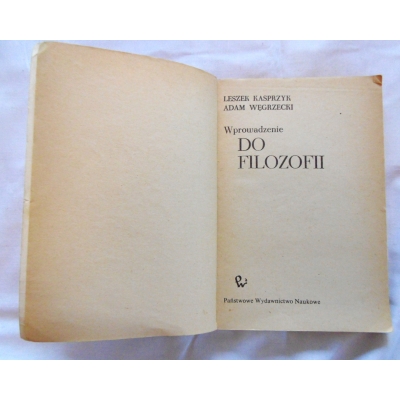 LESZEK KASPRZYK
ADAM WĘGRZECKI
Wprowadzenie
DO
FILOZOFII
Państwowe Wydawnictwo Naukowe